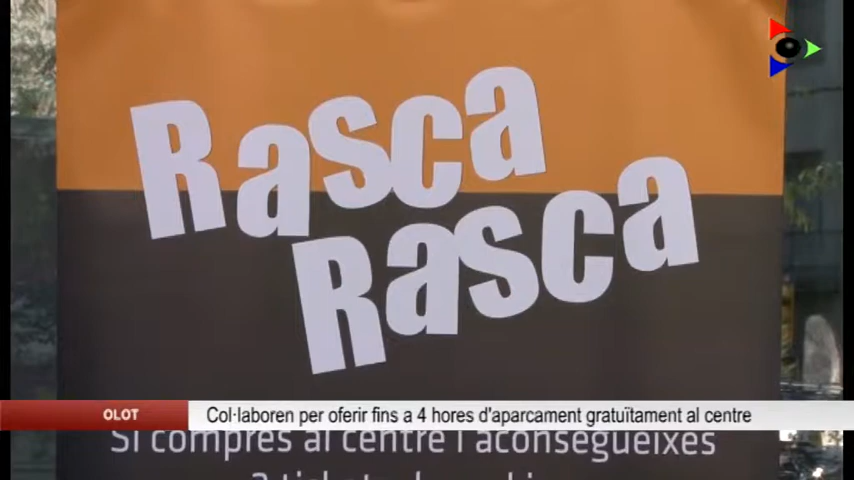 Rasca
Rasca
OLOT
Col·laboren per oferir fins a 4 hores d'aparcament gratuïtament al centre
Si compres al centre i aconsegueixes